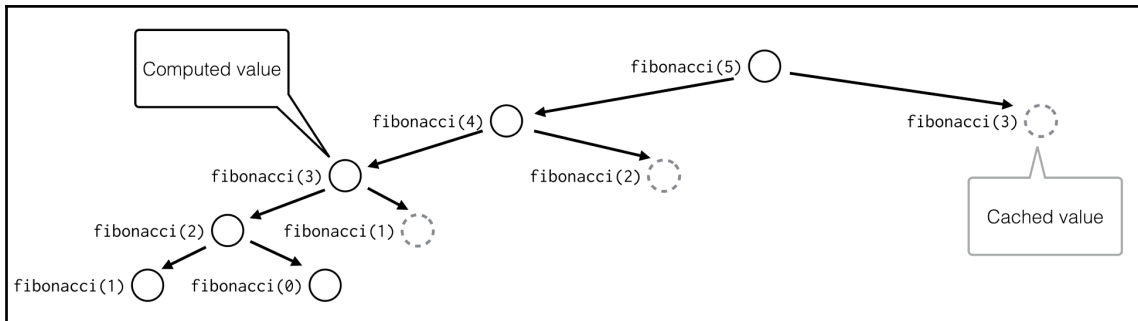 Computed value
fibonacci(5)
fibonacci(4)
fibonacci(3)
fibonacci(3)
fibonacci(2)
Cached value
fibonacci(2)
fibonacci(1)
fibonacci(1)
fibonacci(0)